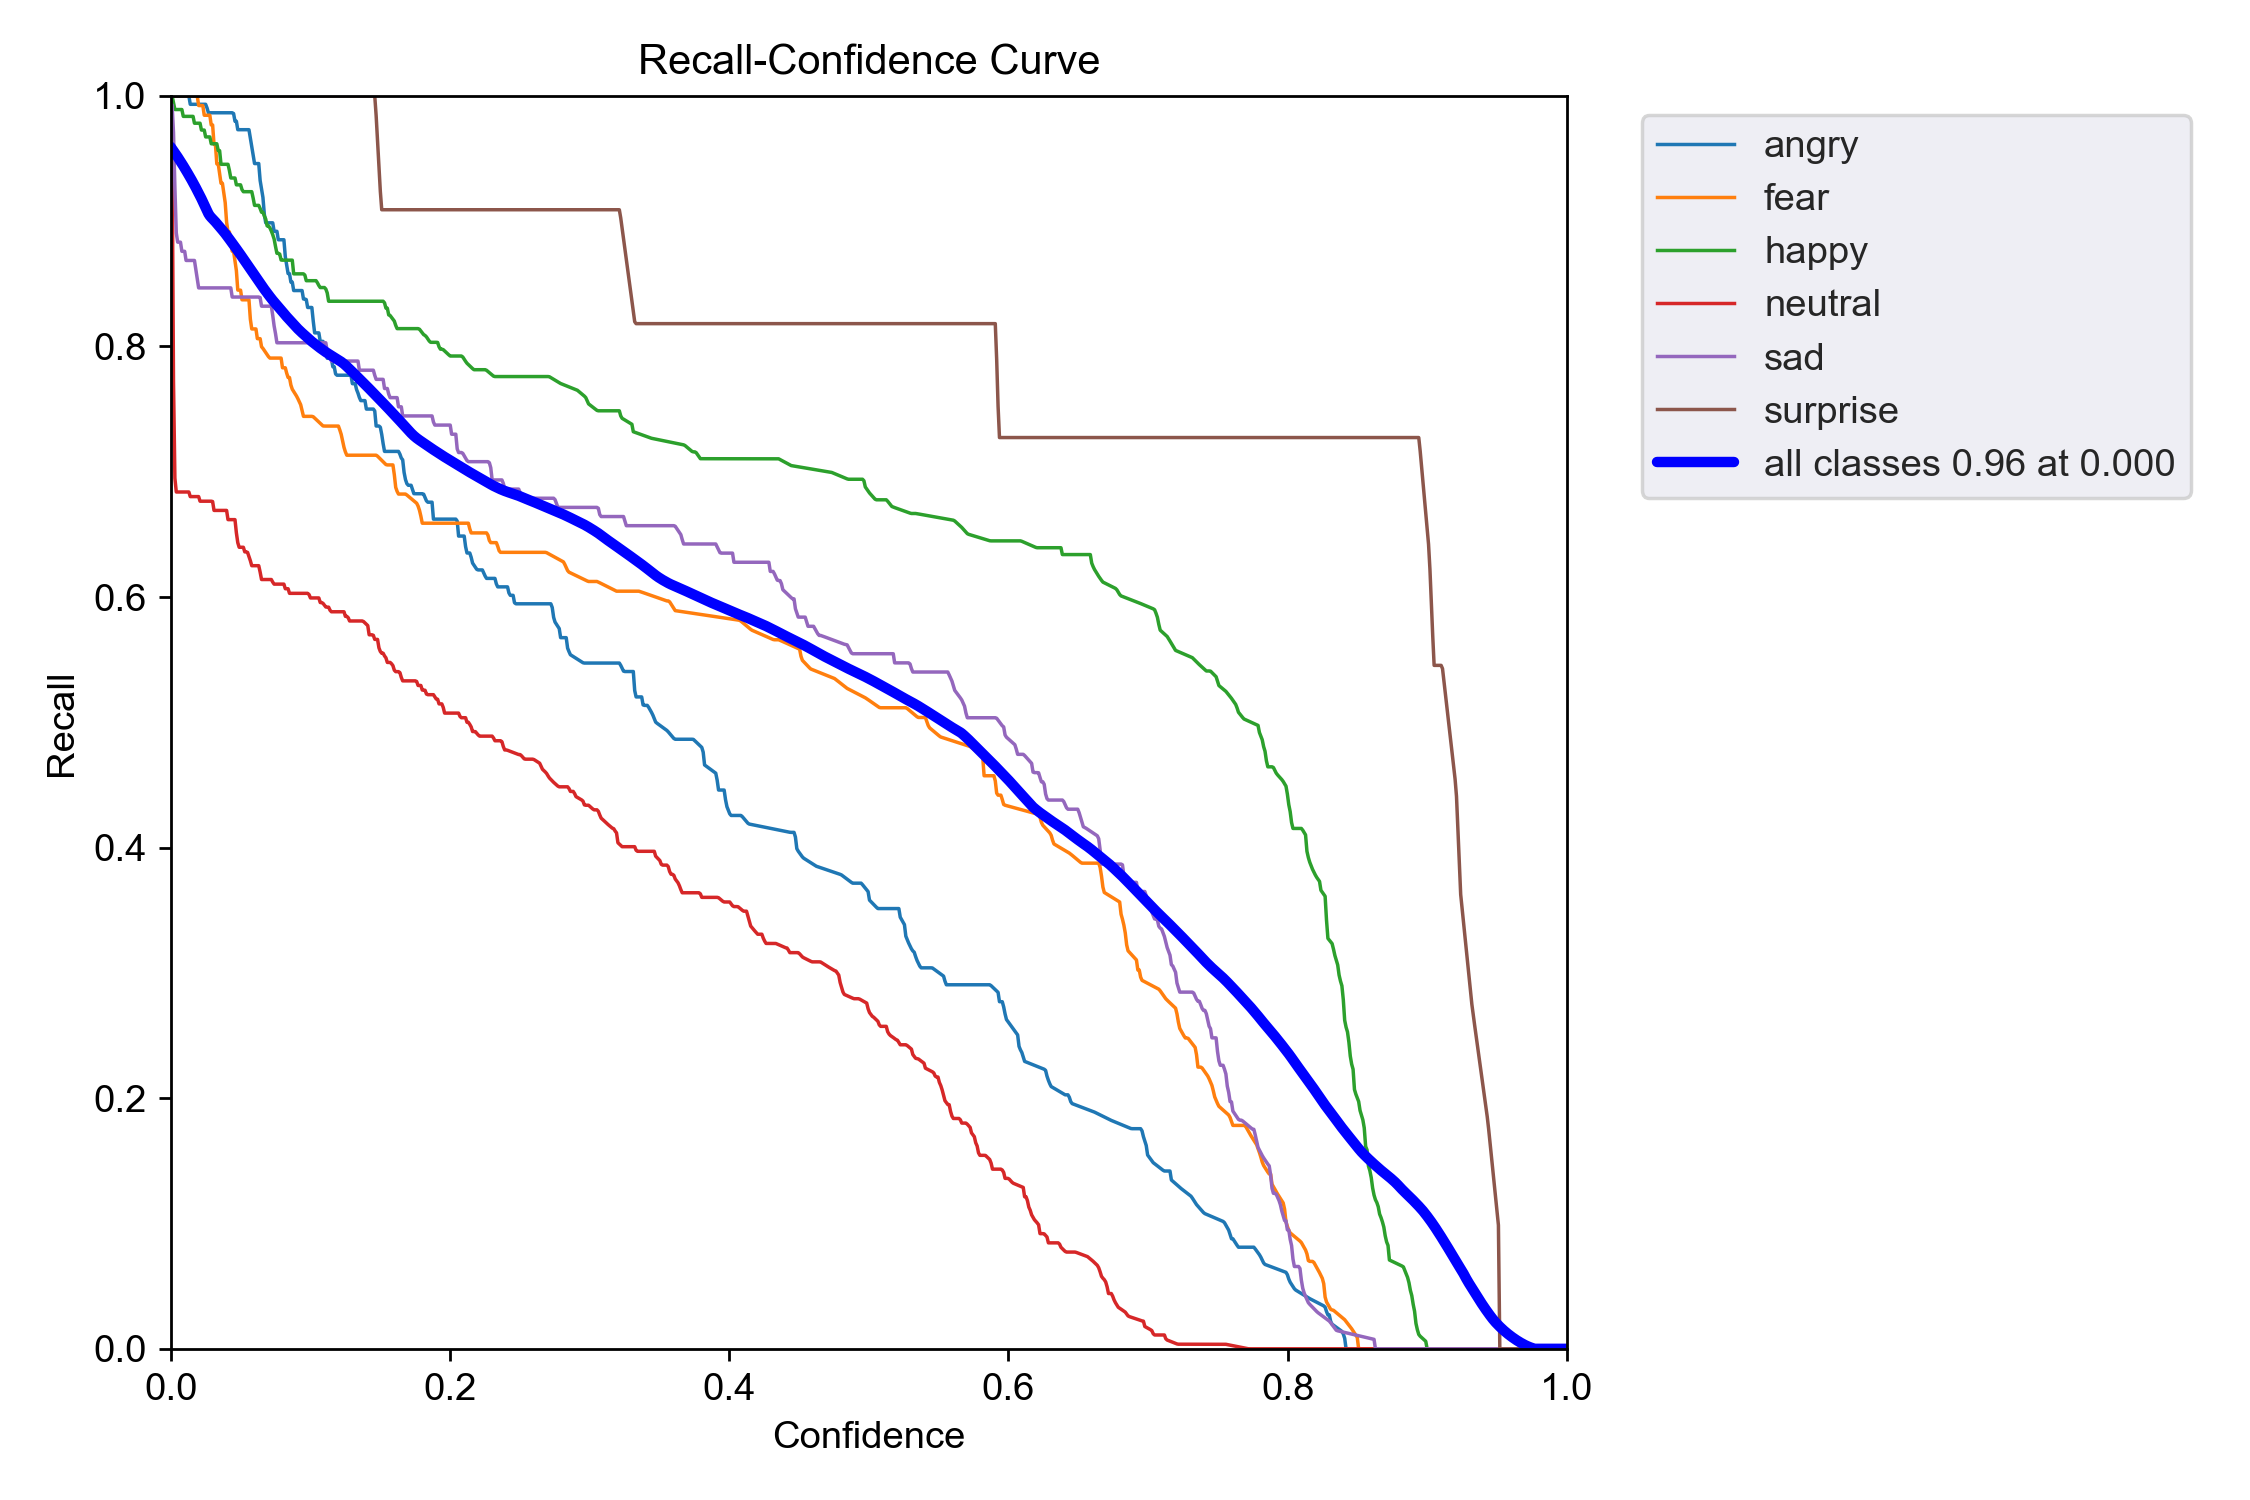 Recall-Confidence Curve
1.0
0.8
0.6
0.4
0.2
0.0
Recall
0.0 0.2 0.4 0.6 0.8 1.0
Confidence
angry
fear
happy
neutral
sad
surprise
all classes 0.96 at 0.000